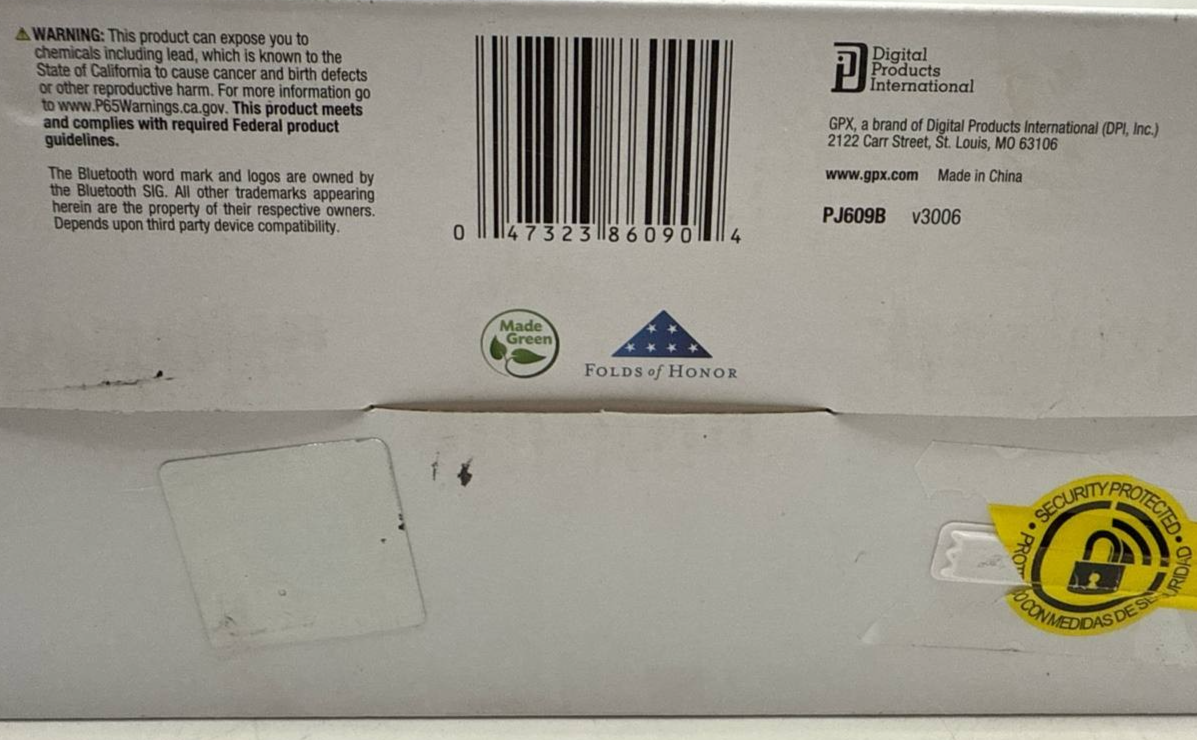 WARNING: This product can expose you to
chemicals including lead, which is known to the
State of California to cause cancer and birth defects
or other reproductive harm. For more information go
to www.P65Warnings.ca.gov. This product meets
and complies with required Federal product
guidelines.
The Bluetooth word mark and logos are owned by
the Bluetooth SIG. All other trademarks appearing
herein are the property of their respective owners.
Depends upon third party device compatibility.
0 47323 86090 4
Digital
Products
International
GPX, a brand of Digital Products International (DPI, Inc.)
2122 Carr Street, St. Louis, MO 63106
www.gpx.com Made in China
PJ609B v3006
Made
Green
FOLDS of HONOR
SECURITY PROTECTED
CON MEDIDAS DE